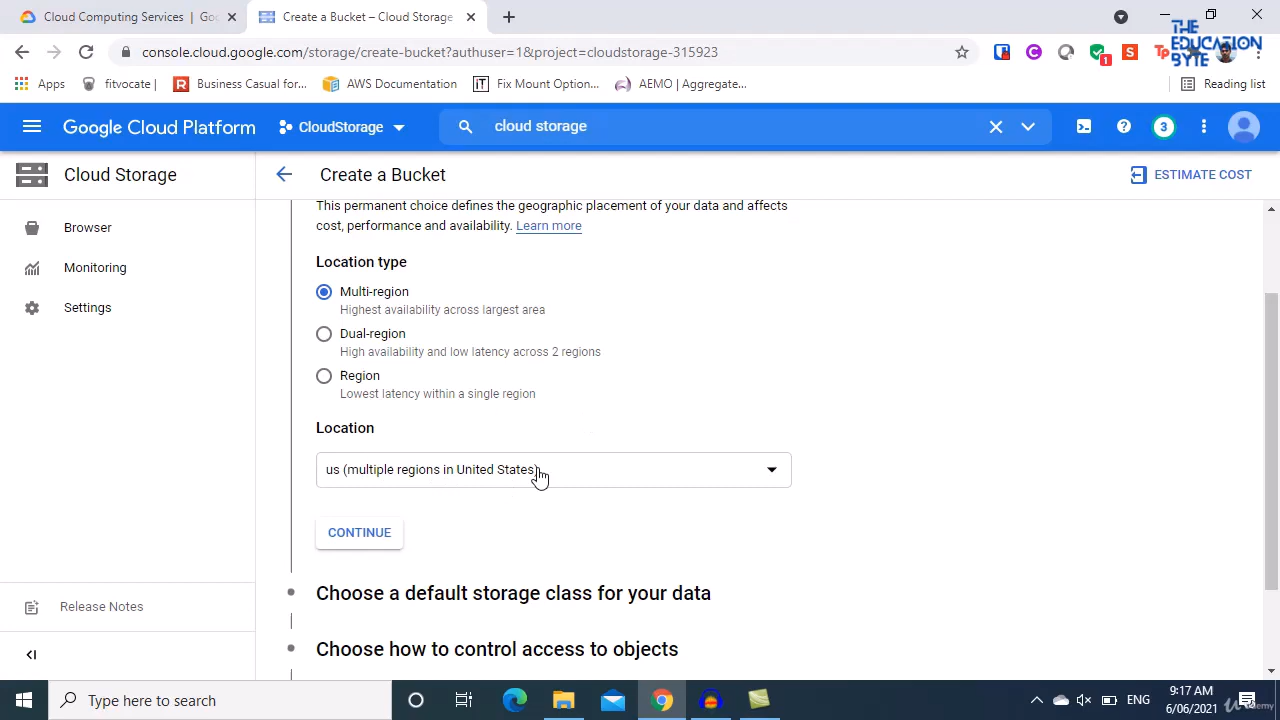 Cloud Computing Services | Goo
Create a Bucket – Cloud Storage
console.cloud.google.com/storage/create-bucket?authuser=1&project=cloudstorage-315923
THE
EDUCATION
BYTE
1
S
Tp
Apps
fitvocate |
R
Business Casual for...
AWS Documentation
iT
Fix Mount Option...
AEMO | Aggregate...
Reading list
Google Cloud Platform
CloudStorage
cloud storage
3
Cloud Storage
Create a Bucket
ESTIMATE COST
Browser
Monitoring
Settings
This permanent choice defines the geographic placement of your data and affects
cost, performance and availability. Learn more
Location type
Multi-region
Highest availability across largest area
Dual-region
High availability and low latency across 2 regions
Region
Lowest latency within a single region
Location
us (multiple regions in United States)
CONTINUE
Choose a default storage class for your data
Choose how to control access to objects
Release Notes
Type here to search
ENG
9:17 AM
6/06/2021
Udemy